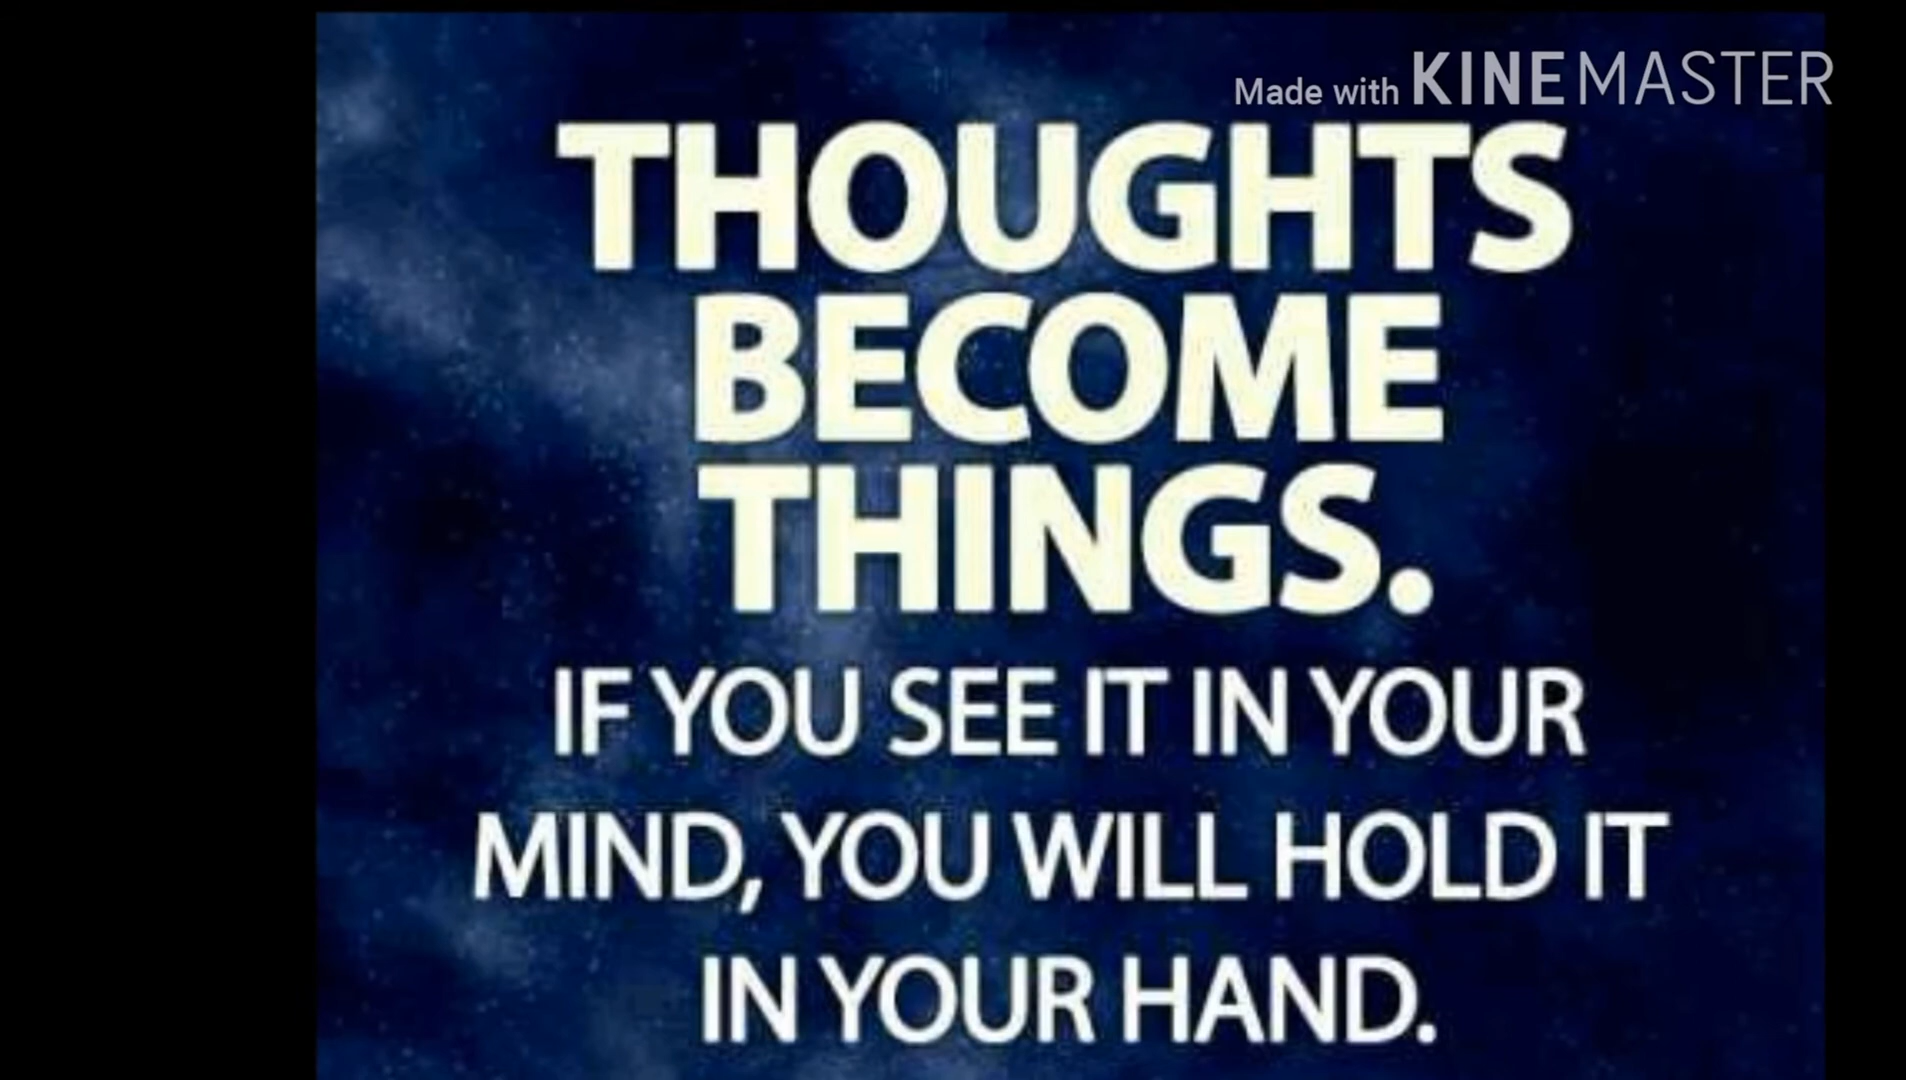 Made with KINEMASTER
THOUGHTS
BECOME
THINGS.
IF YOU SEE IT IN YOUR
MIND, YOU WILL HOLD IT
IN YOUR HAND.